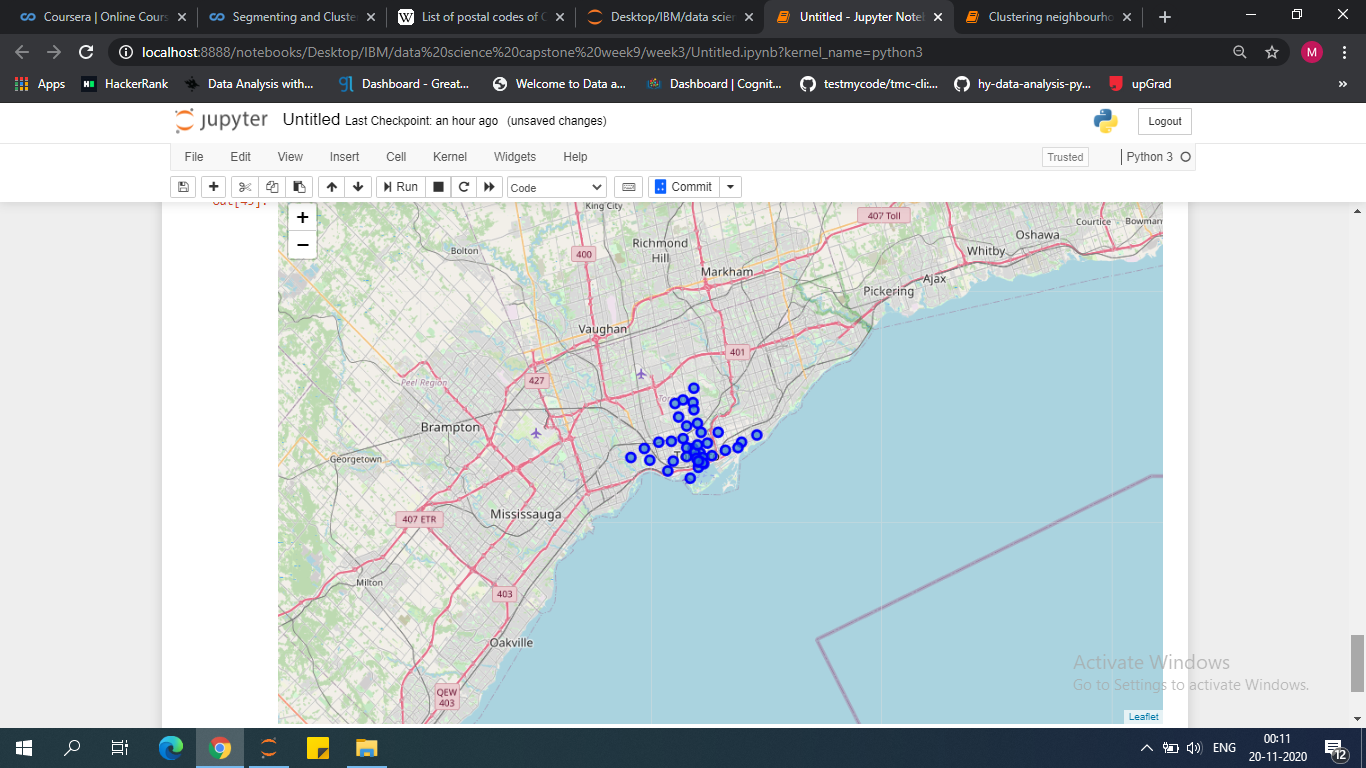 Coursera | Online Cours
Segmenting and Cluste
List of postal codes of C
Desktop/IBM/data scien
Untitled - Jupyter Note
Clustering neighbourho
localhost:8888/notebooks/Desktop/IBM/data%20science%20capstone%20week9/week3/Untitled.ipynb?kernel_name=python3
M
Apps
HackerRank
Data Analysis with...
Dashboard - Great...
Welcome to Data a...
Dashboard | Cognit...
testmycode/tmc-cli:...
hy-data-analysis-py...
upGrad
jupyter
Untitled Last Checkpoint: an hour ago (unsaved changes)
Logout
File Edit View Insert Cell Kernel Widgets Help
Trusted
Python 3
Run
Code
Commit
Out[49]:
+
−
King City
407 Toll
Courtice
Bowman
Oshawa
Whitby
Richmond
Hill
Bolton
400
Markham
Ajax
Pickering
Vaughan
401
427
Peel Region
Brampton
Georgetown
407 ETR
Mississauga
Milton
403
Oakville
QEW
403
Activate Windows
Go to Settings to activate Windows.
Leaflet
ENG
00:11
20-11-2020
12